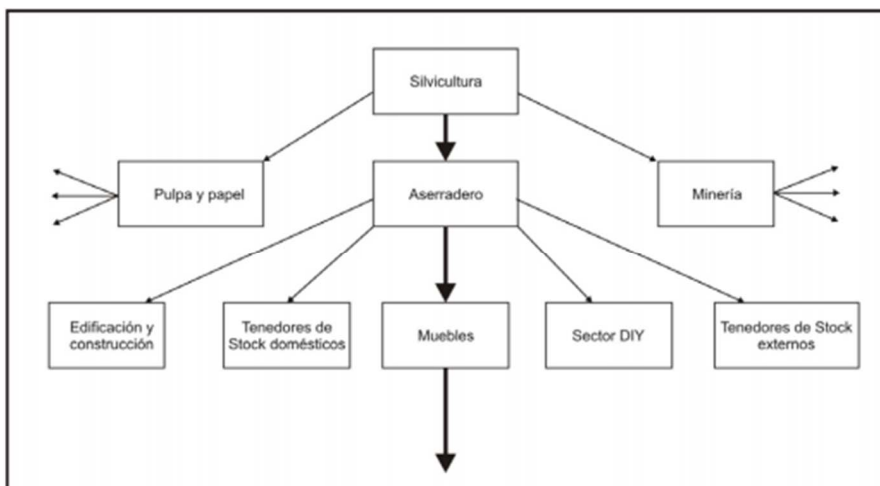 Silvicultura
Pulpa y papel
Aserradero
Minería
Edificación y
construcción
Tenedores de
Stock domésticos
Muebles
Sector DIY
Tenedores de Stock
externos